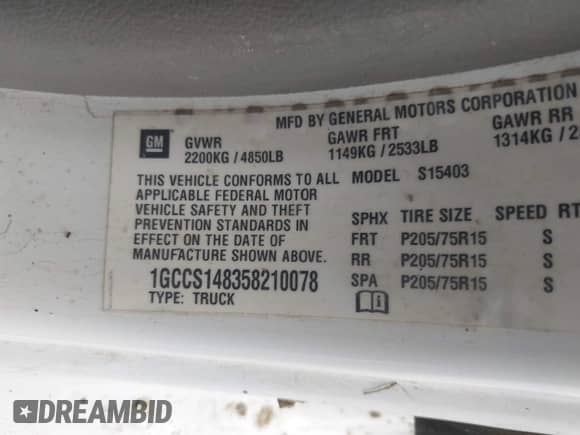 MFD BY GENERAL MOTORS CORPORATION
GM GVWR GAWR FRT GAWR RR
2200KG / 4850LB 1149KG / 2533LB 1314KG / 2
THIS VEHICLE CONFORMS TO ALL MODEL S15403
APPLICABLE FEDERAL MOTOR
VEHICLE SAFETY AND THEFT SPHX TIRE SIZE SPEED RT
PREVENTION STANDARDS IN FRT P205/75R15 S
EFFECT ON THE DATE OF RR P205/75R15 S
MANUFACTURE SHOWN ABOVE. SPA P205/75R15 S
1GCCS148358210078
TYPE: TRUCK
DREAMBID